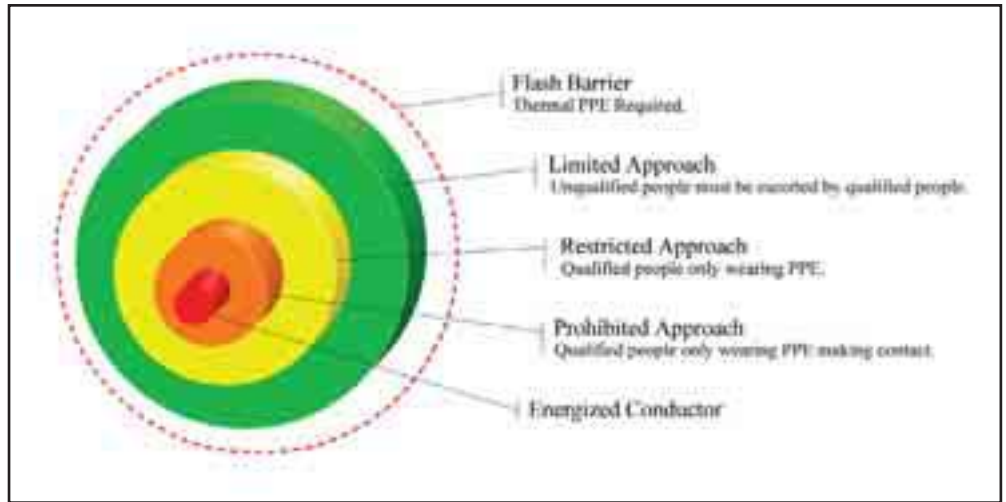 Flash Barrier
Thermal PPE Required.
Limited Approach
Unqualified people must be escorted by qualified people.
Restricted Approach
Qualified people only wearing PPE.
Prohibited Approach
Qualified people only wearing PPE making contact.
Energized Conductor